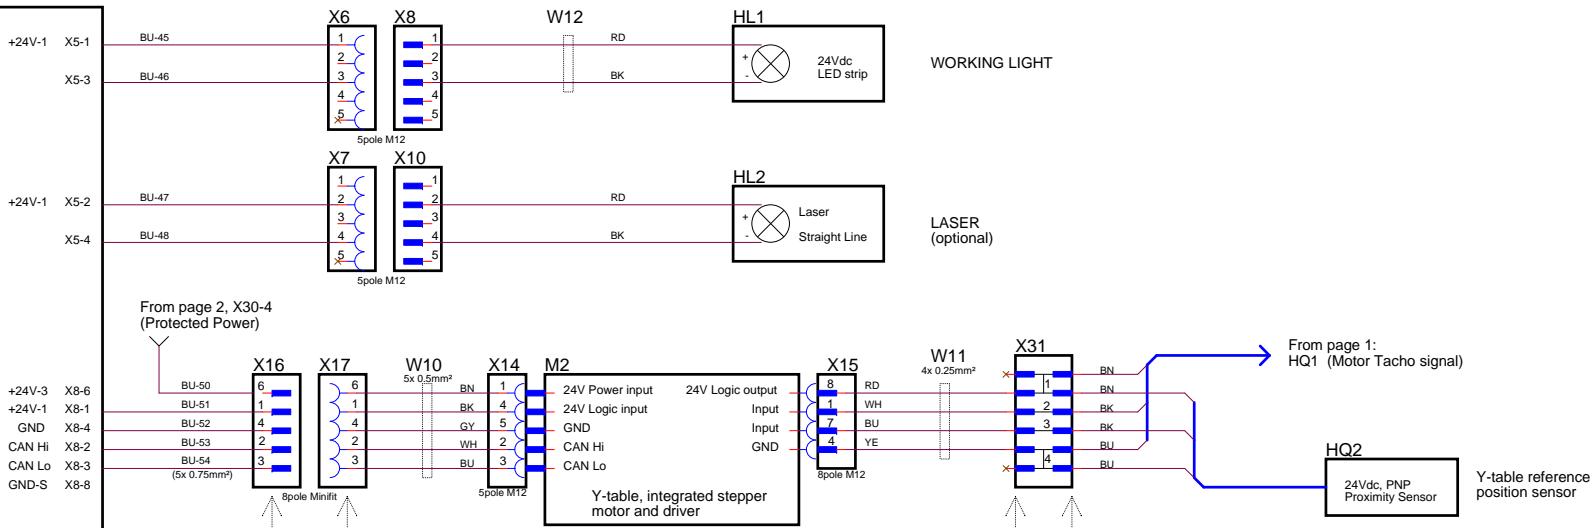 X6 X8 W12 HL1
+24V-1 X5-1 BU-45 1 1 RD
2 2 + 24Vdc
LED strip
WORKING LIGHT
X5-3 BU-46 3 3 BK -
4 4
5 5
5pole M12
X7 X10 HL2
1 1
+24V-1 X5-2 BU-47 2 2 RD
3 3 + Laser
LASER
(optional)
X5-4 BU-48 4 4 BK - Straight Line
5 5
5pole M12
From page 2, X30-4
(Protected Power)
From page 1:
HQ1 (Motor Tacho signal)
X16 X17 W10 X14 M2 X15 W11 X31
5x 0.5mm² 4x 0.25mm²
+24V-3 X8-6 BU-50 6 6 BN 1 24V Power input 24V Logic output 8 RD 1 BN
BN
+24V-1 X8-1 BU-51 1 1 BK 4 24V Logic input Input 1 WH 2 BK
GND X8-4 BU-52 4 4 GY 5 GND Input 7 BU 3 BK
CAN Hi X8-2 BU-53 2 2 WH 2 CAN Hi GND 4 YE BU
CAN Lo X8-3 BU-54 3 3 BU 3 CAN Lo 4 BU
(5x 0.75mm²)
GND-S X8-8
8pole Minifit 5pole M12 8pole M12
Y-table, integrated stepper
motor and driver
HQ2
24Vdc, PNP
Proximity Sensor
Y-table reference
position sensor